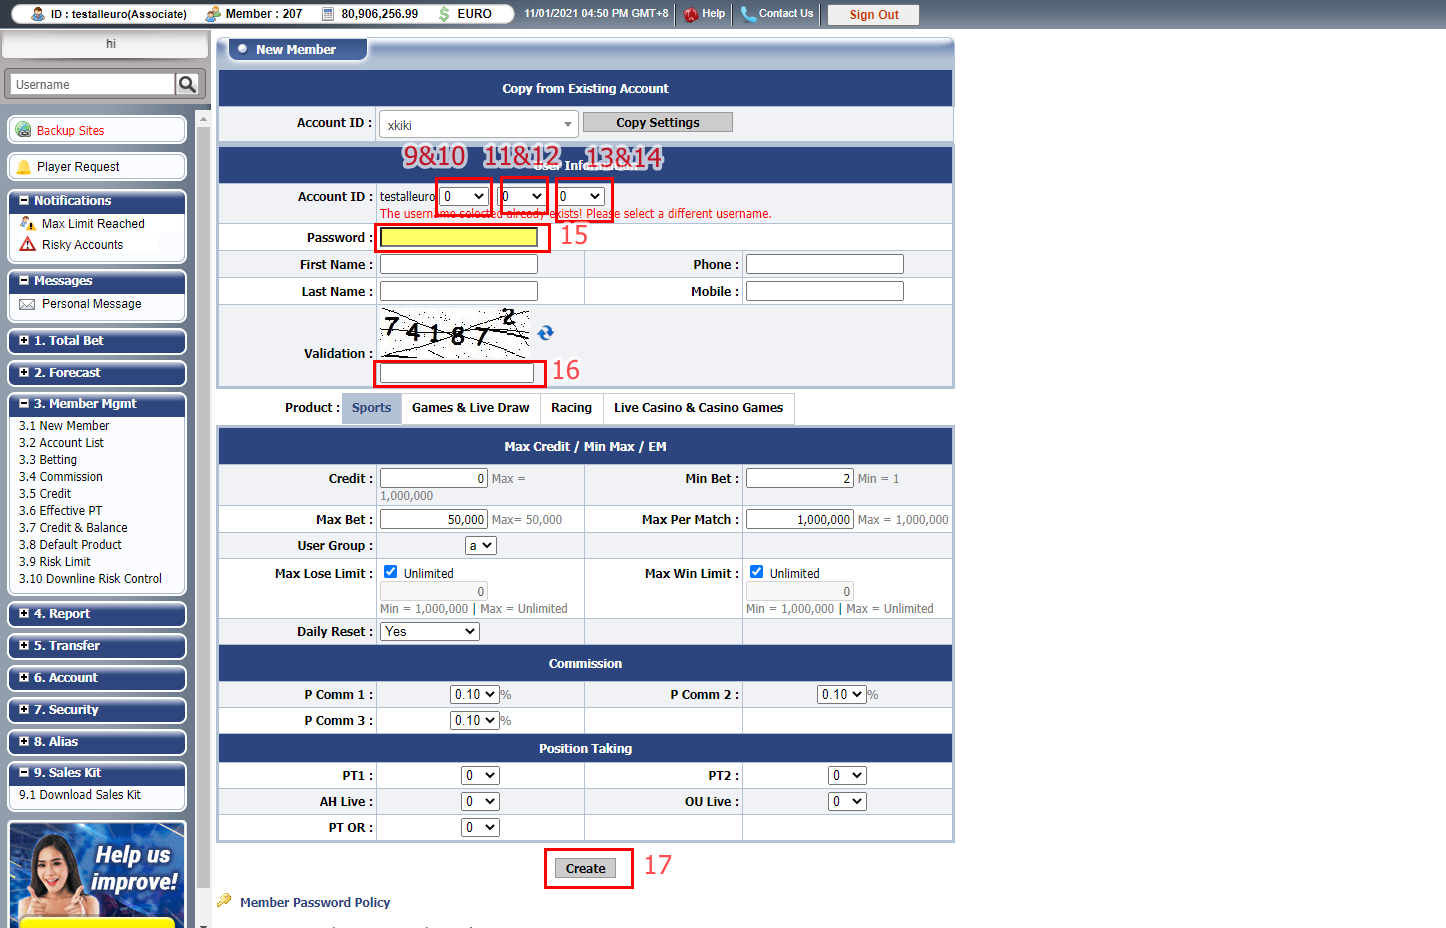 ID : testalleuro(Associate) Member : 207 80,906,256.99 $ EURO 11/01/2021 04:50 PM GMT+8 Help Contact Us Sign Out
hi
Username
Backup Sites
Player Request
Notifications
Max Limit Reached
Risky Accounts
Messages
Personal Message
1. Total Bet
2. Forecast
3. Member Mgmt
3.1 New Member
3.2 Account List
3.3 Betting
3.4 Commission
3.5 Credit
3.6 Effective PT
3.7 Credit & Balance
3.8 Default Product
3.9 Risk Limit
3.10 Downline Risk Control
4. Report
5. Transfer
6. Account
7. Security
8. Alias
9. Sales Kit
9.1 Download Sales Kit
Help us
improve!
New Member
Copy from Existing Account
Account ID : xkiki Copy Settings
9&10 11&12 13&14
User Information
Account ID : testalleuro 0 0 0
The username selected already exists! Please select a different username.
Password : 15
First Name : Phone :
Last Name : Mobile :
741872
Validation :
16
Product : Sports Games & Live Draw Racing Live Casino & Casino Games
Max Credit / Min Max / EM
Credit : 0 Max = Min Bet : 2 Min = 1
1,000,000
Max Bet : 50,000 Max= 50,000 Max Per Match : 1,000,000 Max = 1,000,000
User Group : a
Max Lose Limit : Unlimited Max Win Limit : Unlimited
0 0
Min = 1,000,000 | Max = Unlimited Min = 1,000,000 | Max = Unlimited
Daily Reset : Yes
Commission
P Comm 1 : 0.10 % P Comm 2 : 0.10 %
P Comm 3 : 0.10 %
Position Taking
PT1 : 0 PT2 : 0
AH Live : 0 OU Live : 0
PT OR : 0
Create 17
Member Password Policy